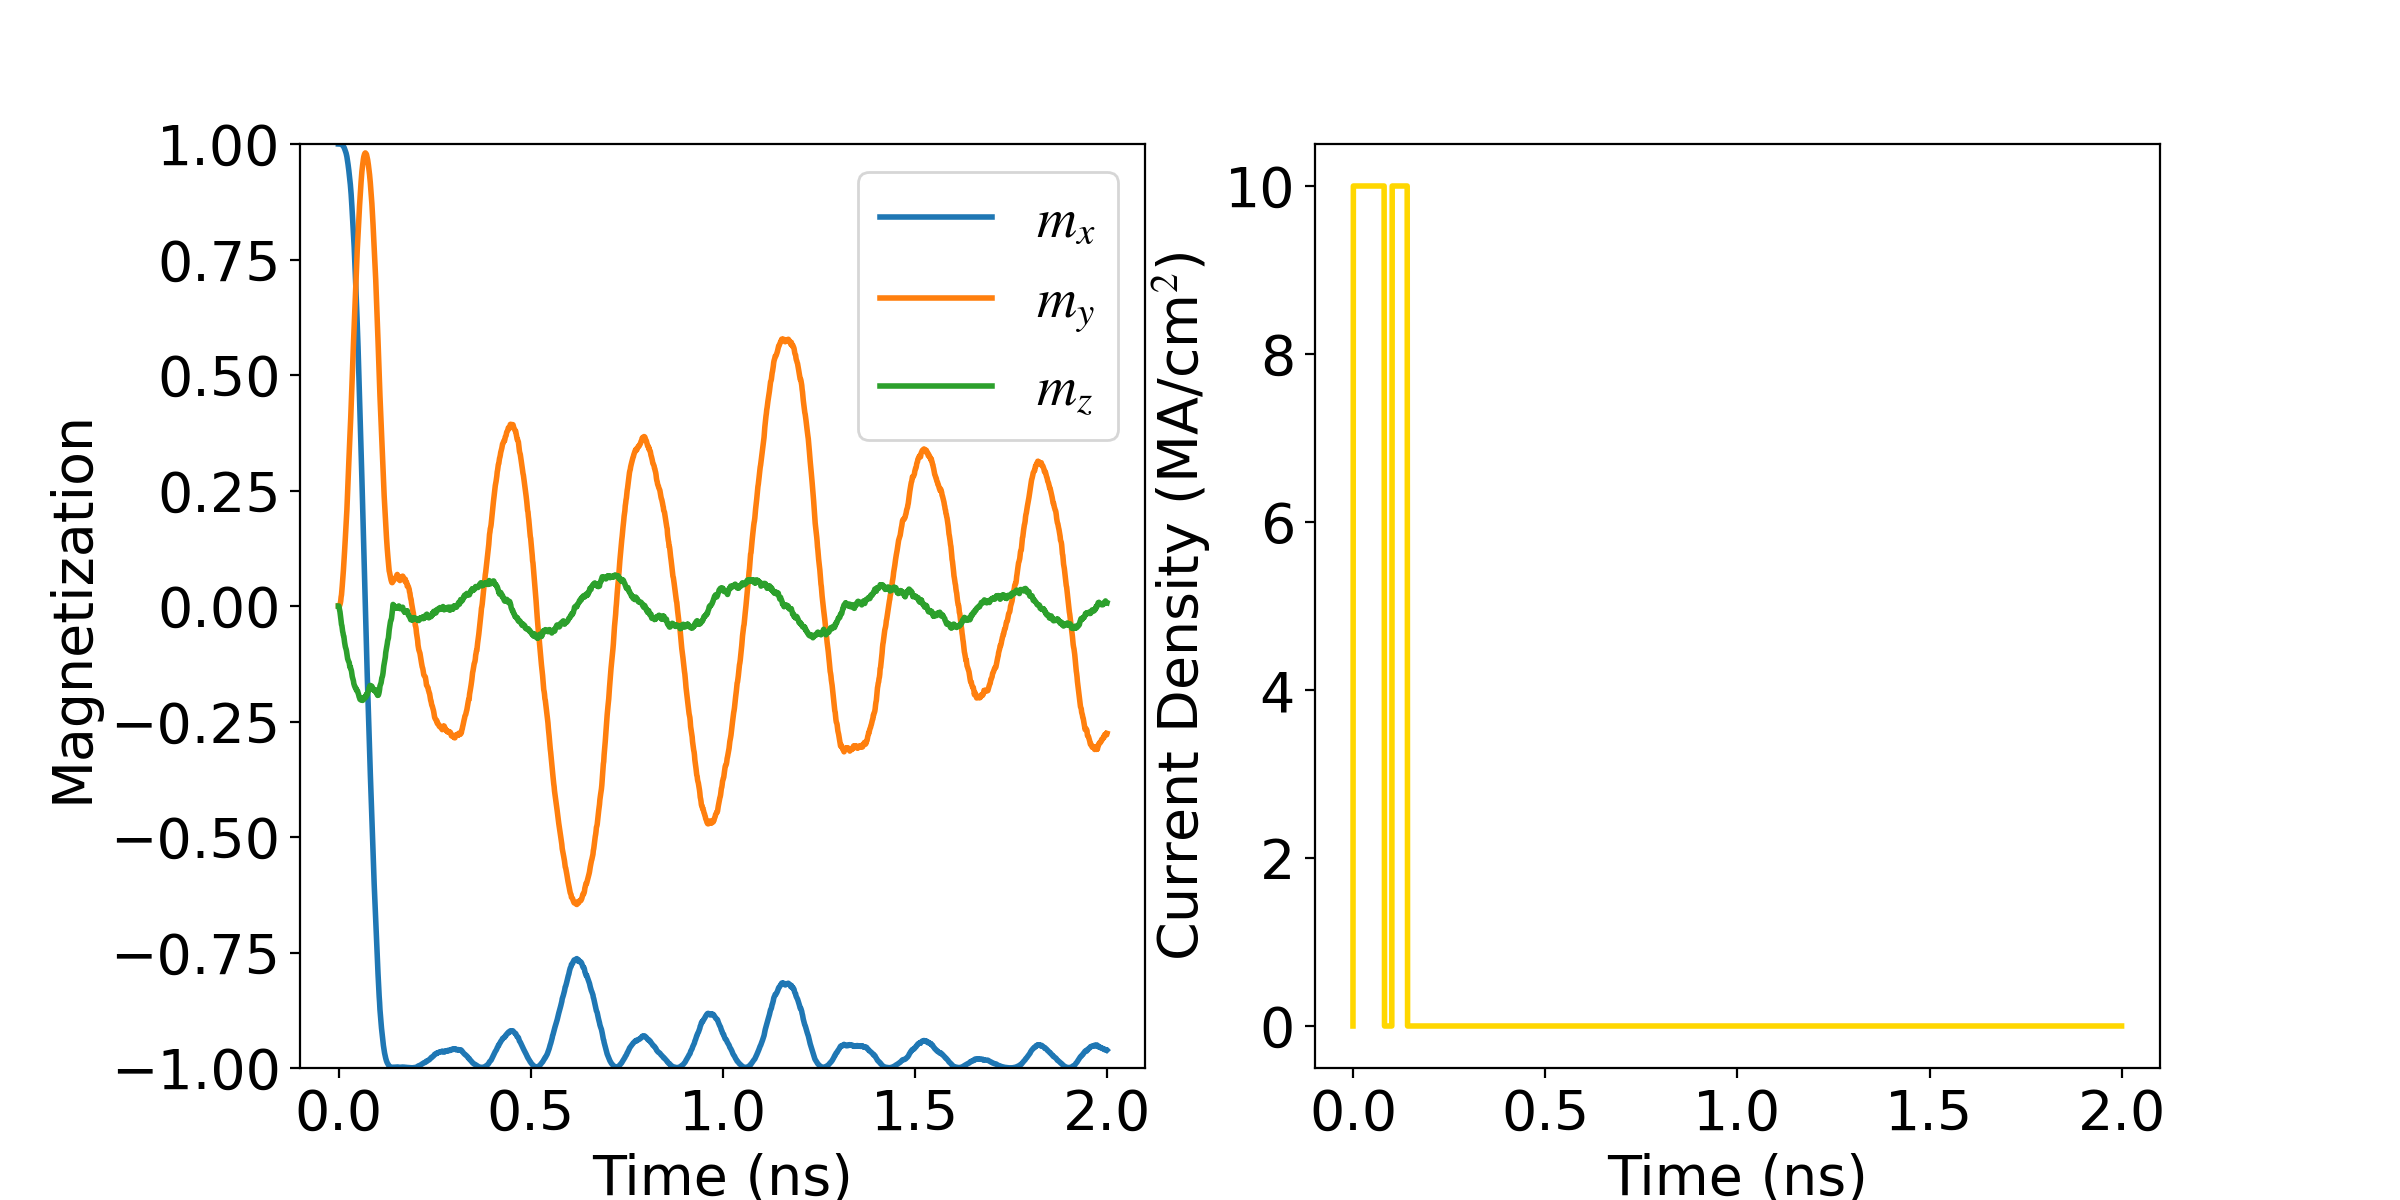 1.00
0.75
0.50
0.25
0.00
−0.25
−0.50
−0.75
−1.00
0.0 0.5 1.0 1.5 2.0
Time (ns)
Magnetization
m_x
m_y
m_z
10
8
6
4
2
0
0.0 0.5 1.0 1.5 2.0
Time (ns)
Current Density (MA/cm²)